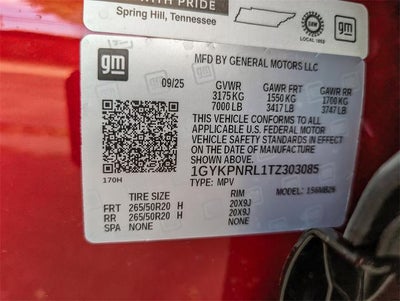 PRIDE
Spring Hill, Tennessee
gm
UAW
LOCAL 1853
gm
MFD BY GENERAL MOTORS LLC
09/25
GVWR GAWR FRT GAWR RR
3175 KG 1550 KG 1700 KG
7000 LB 3417 LB 3747 LB
THIS VEHICLE CONFORMS TO ALL
APPLICABLE U.S. FEDERAL MOTOR
VEHICLE SAFETY STANDARDS IN EFFECT
ON THE DATE OF MANUFACTURE SHOWN ABOVE.
1GYKPNRL1TZ303085
170H
TYPE: MPV MODEL: 1S6MB26
TIRE SIZE RIM
FRT 265/50R20 H 20X9J
RR 265/50R20 H 20X9J
SPA NONE NONE